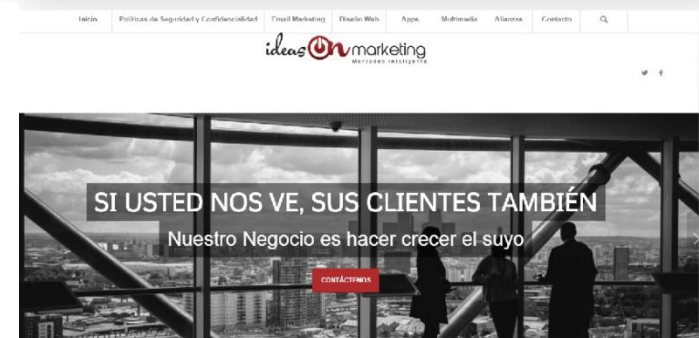 Inicio Políticas de Seguridad y Confidencialidad Email Marketing Diseño Web Apps Multimedia Alianzas Contacto
ideas On marketing
Mercadeo Inteligente
SI USTED NOS VE, SUS CLIENTES TAMBIÉN
Nuestro Negocio es hacer crecer el suyo
CONTÁCTENOS